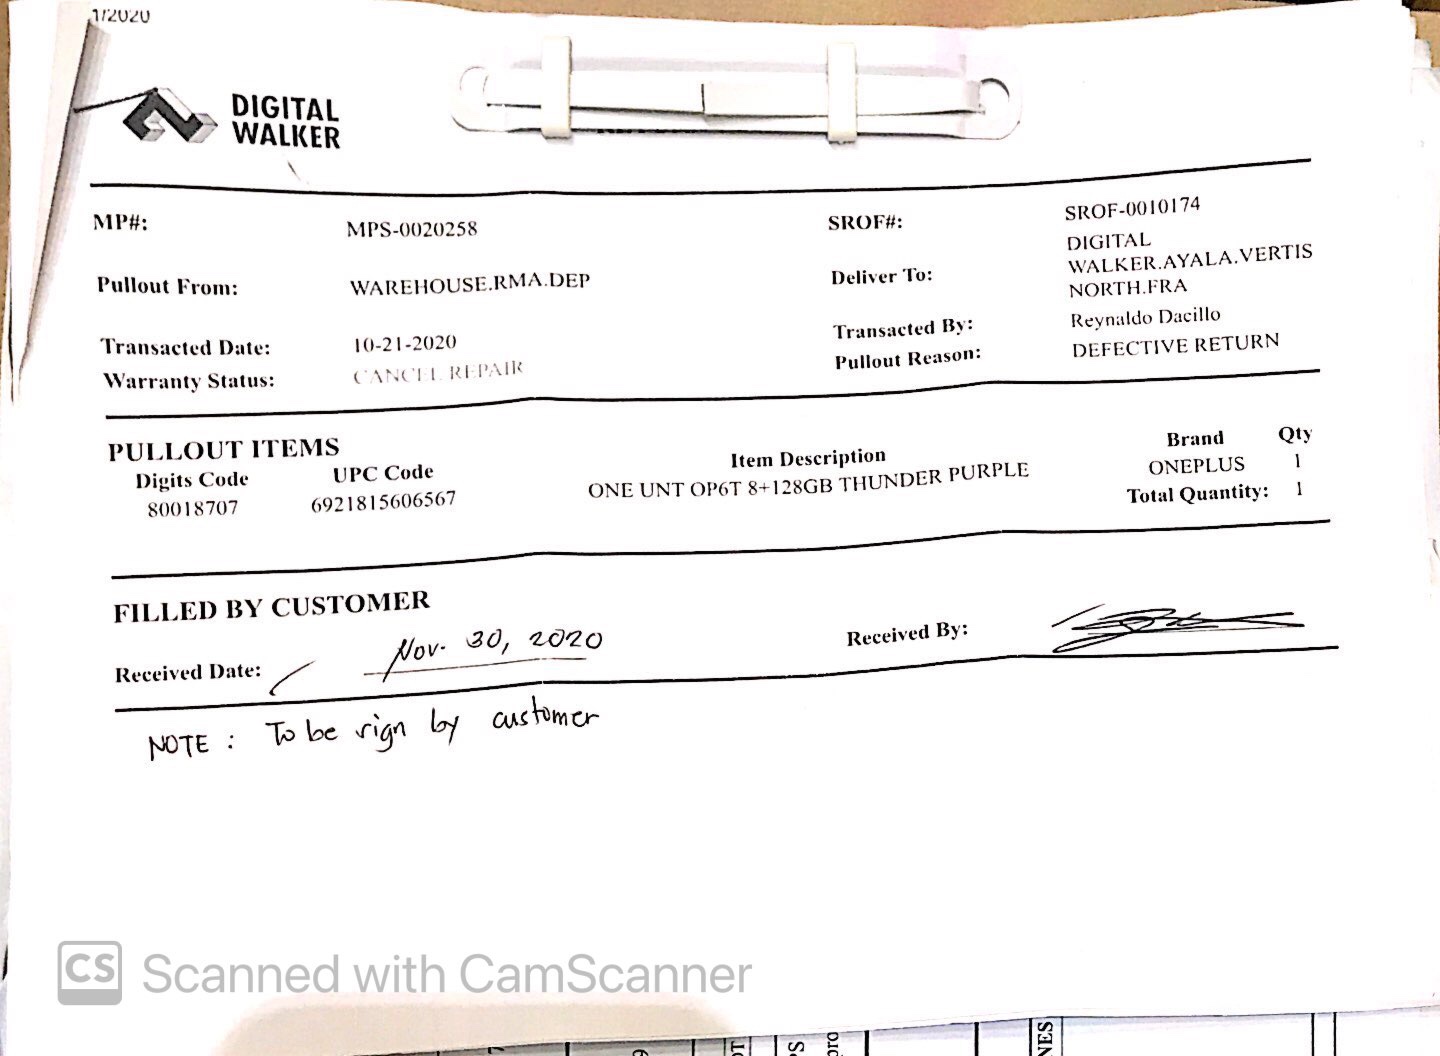 1/2020
DIGITAL
WALKER
MP#: MPS-0020258 SROF#: SROF-0010174
Pullout From: WAREHOUSE.RMA.DEP Deliver To: DIGITAL
WALKER.AYALA.VERTIS
NORTH.FRA
Transacted Date: 10-21-2020 Transacted By: Reynaldo Dacillo
Warranty Status: CANCEL REPAIR Pullout Reason: DEFECTIVE RETURN
PULLOUT ITEMS
Digits Code UPC Code Item Description Brand Qty
80018707 6921815606567 ONE UNT OP6T 8+128GB THUNDER PURPLE ONEPLUS 1
Total Quantity: 1
FILLED BY CUSTOMER
Received Date: Nov. 30, 2020 Received By:
NOTE : To be sign by customer
CS Scanned with CamScanner
NES